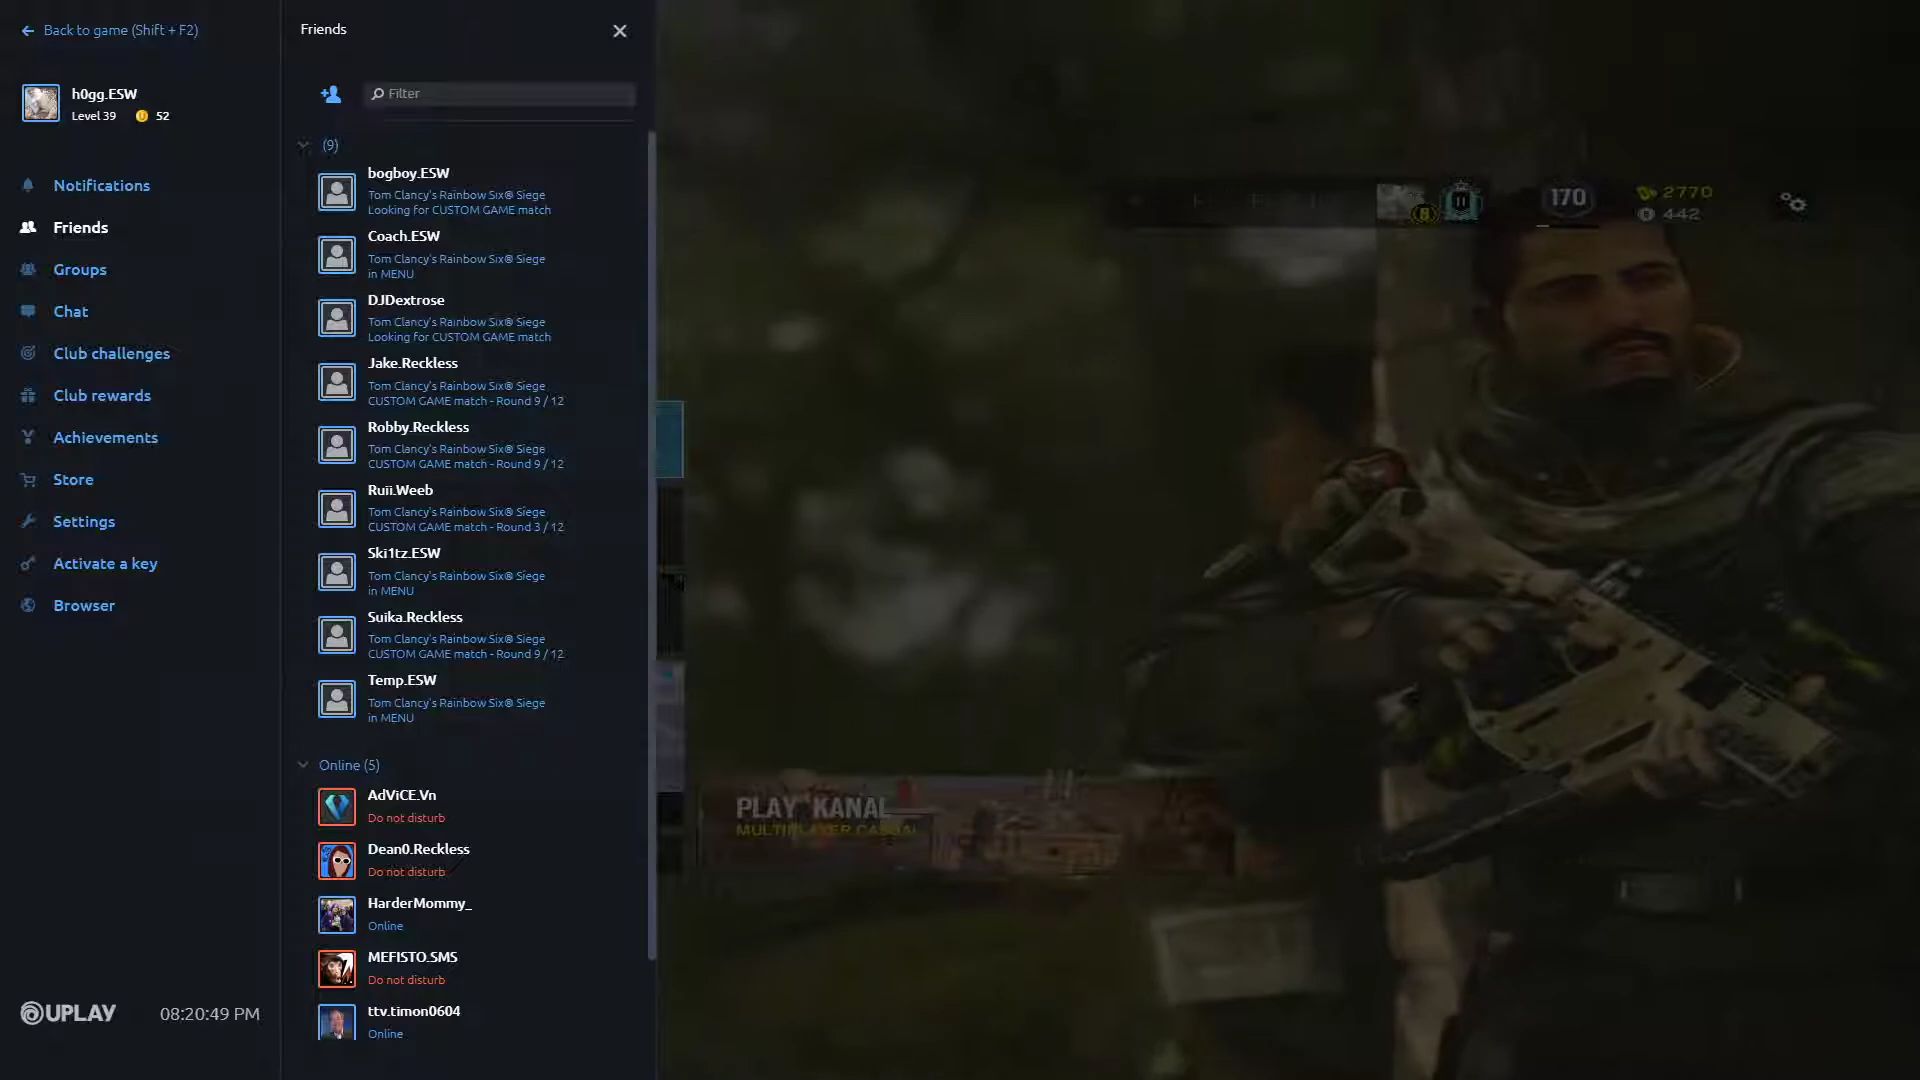 Back to game (Shift + F2)
h0gg.ESW
Level 39 52
Notifications
Friends
Groups
Chat
Club challenges
Club rewards
Achievements
Store
Settings
Activate a key
Browser
UPLAY 08:20:49 PM
Friends
Filter
(9)
bogboy.ESW
Tom Clancy's Rainbow Six® Siege
Looking for CUSTOM GAME match
Coach.ESW
Tom Clancy's Rainbow Six® Siege
in MENU
DJDextrose
Tom Clancy's Rainbow Six® Siege
Looking for CUSTOM GAME match
Jake.Reckless
Tom Clancy's Rainbow Six® Siege
CUSTOM GAME match - Round 9 / 12
Robby.Reckless
Tom Clancy's Rainbow Six® Siege
CUSTOM GAME match - Round 9 / 12
Ruii.Weeb
Tom Clancy's Rainbow Six® Siege
CUSTOM GAME match - Round 3 / 12
Ski1tz.ESW
Tom Clancy's Rainbow Six® Siege
in MENU
Suika.Reckless
Tom Clancy's Rainbow Six® Siege
CUSTOM GAME match - Round 9 / 12
Temp.ESW
Tom Clancy's Rainbow Six® Siege
in MENU
Online (5)
AdViCE.Vn
Do not disturb
Dean0.Reckless
Do not disturb
HarderMommy_
Online
MEFISTO.SMS
Do not disturb
ttv.timon0604
Online
170
2770
442
PLAY KANAL
MULTIPLAYER CASUAL